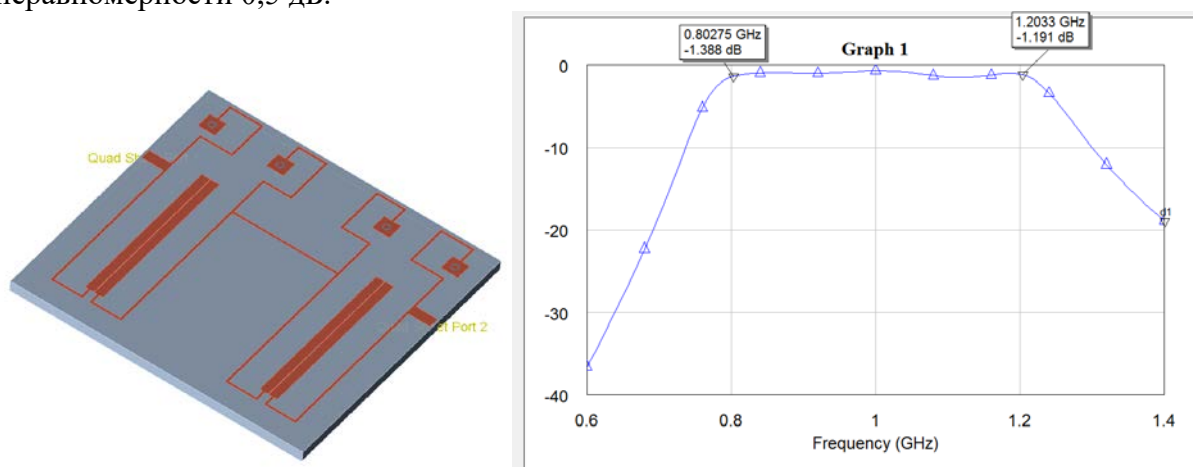 неравномерности 0,5 дБ.
Quad Sh
et Port 2
0.80275 GHz
-1.388 dB
Graph 1
1.2033 GHz
-1.191 dB
0
-10
-20
-30
-40
d1
0.6
0.8
1
1.2
1.4
Frequency (GHz)